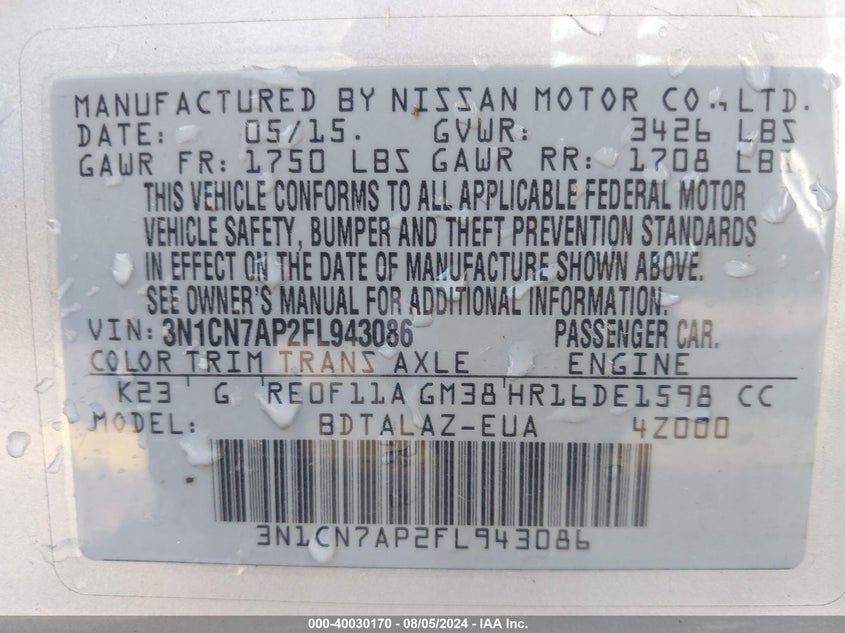 MANUFACTURED BY NISSAN MOTOR CO., LTD.
DATE: 05/15. GVWR: 3426 LBS
GAWR FR: 1750 LBS GAWR RR: 1708 LBS
THIS VEHICLE CONFORMS TO ALL APPLICABLE FEDERAL MOTOR
VEHICLE SAFETY, BUMPER AND THEFT PREVENTION STANDARDS
IN EFFECT ON THE DATE OF MANUFACTURE SHOWN ABOVE.
SEE OWNER'S MANUAL FOR ADDITIONAL INFORMATION.
VIN: 3N1CN7AP2FL943086 PASSENGER CAR.
COLOR TRIM TRANS AXLE ENGINE
K23 G RE0F11A GM38 HR16DE1598 CC
MODEL: BDTALAZ-EUA 4Z000
3N1CN7AP2FL943086
000-40030170 - 08/05/2024 - IAA Inc.